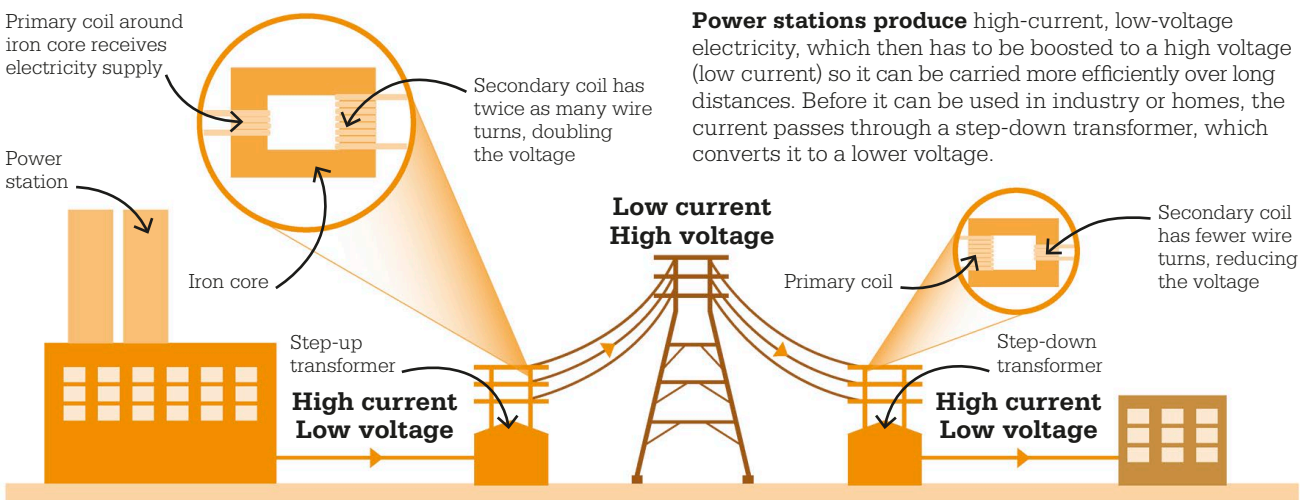 Primary coil around
iron core receives
electricity supply
Secondary coil has
twice as many wire
turns, doubling
the voltage
Power stations produce high-current, low-voltage
electricity, which then has to be boosted to a high voltage
(low current) so it can be carried more efficiently over long
distances. Before it can be used in industry or homes, the
current passes through a step-down transformer, which
converts it to a lower voltage.
Power
station
Iron core
Low current
High voltage
Primary coil
Secondary coil
has fewer wire
turns, reducing
the voltage
Step-up
transformer
High current
Low voltage
Step-down
transformer
High current
Low voltage